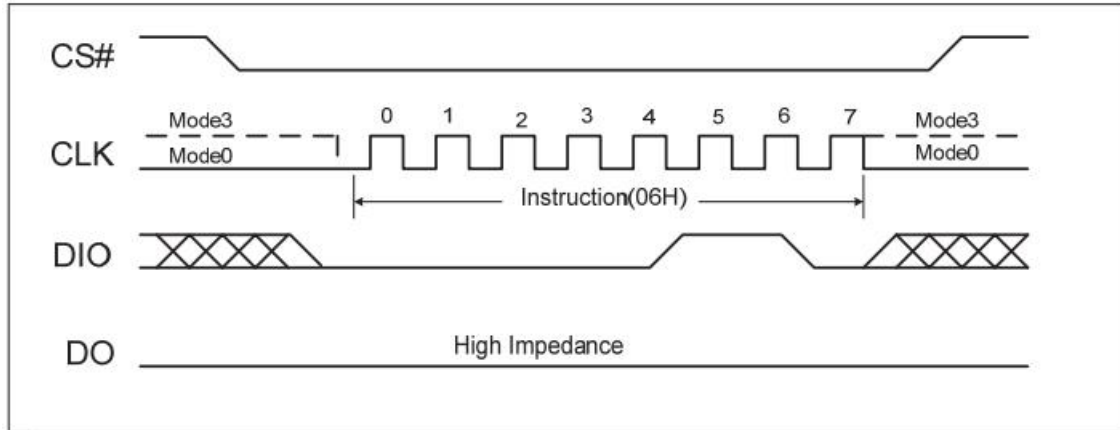 CS#
Mode3
0 1 2 3 4 5 6 7
Mode3
CLK
Mode0
Mode0
Instruction(06H)
DIO
High Impedance
DO